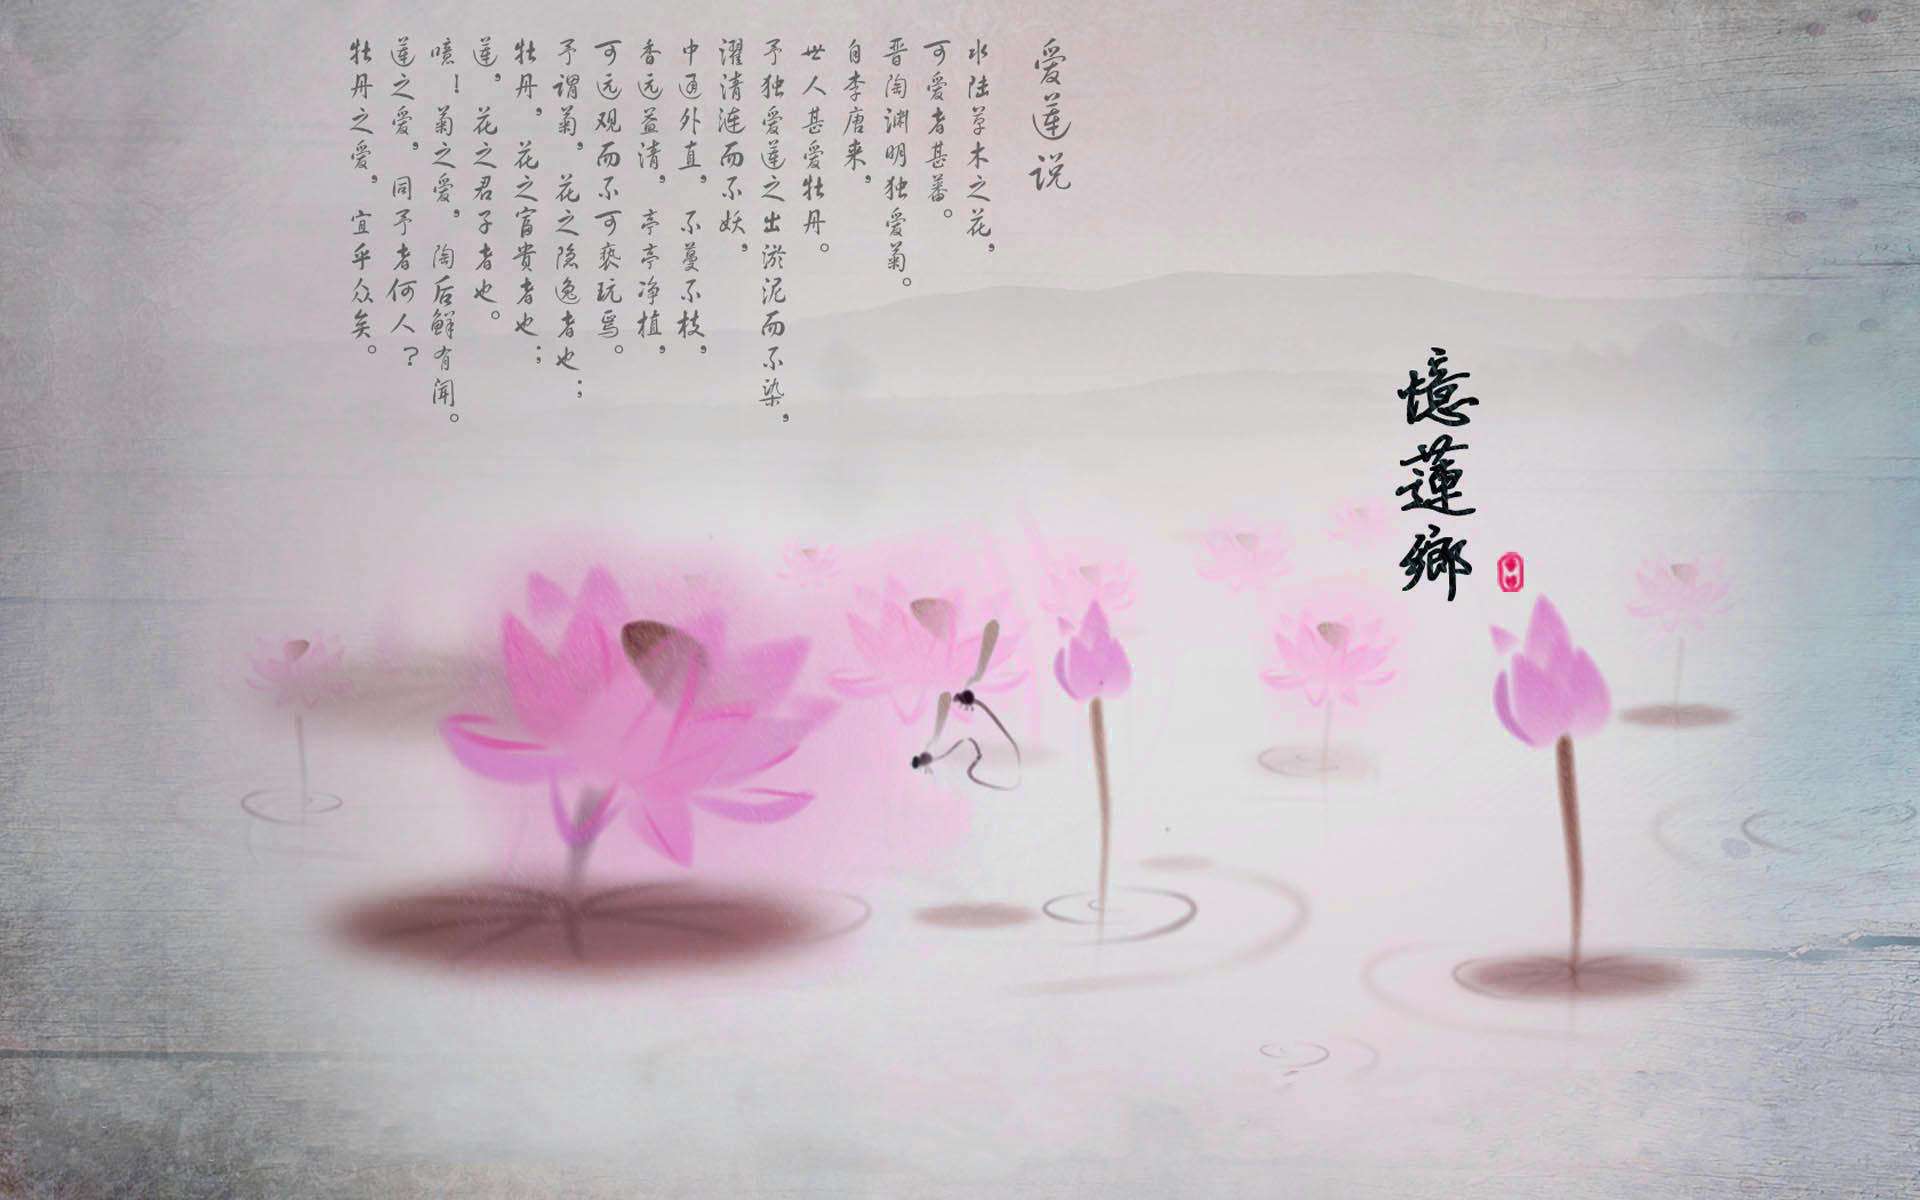 爱莲说
水陆草木之花，
可爱者甚蕃。
晋陶渊明独爱菊。
自李唐来，
世人甚爱牡丹。
予独爱莲之出淤泥而不染，
濯清涟而不妖，
中通外直，不蔓不枝，
香远益清，亭亭净植，
可远观而不可亵玩焉。
予谓菊，花之隐逸者也；
牡丹，花之富贵者也；
莲，花之君子者也。
噫！菊之爱，陶后鲜有闻。
莲之爱，同予者何人？
牡丹之爱，宜乎众矣。
憶蓮鄉